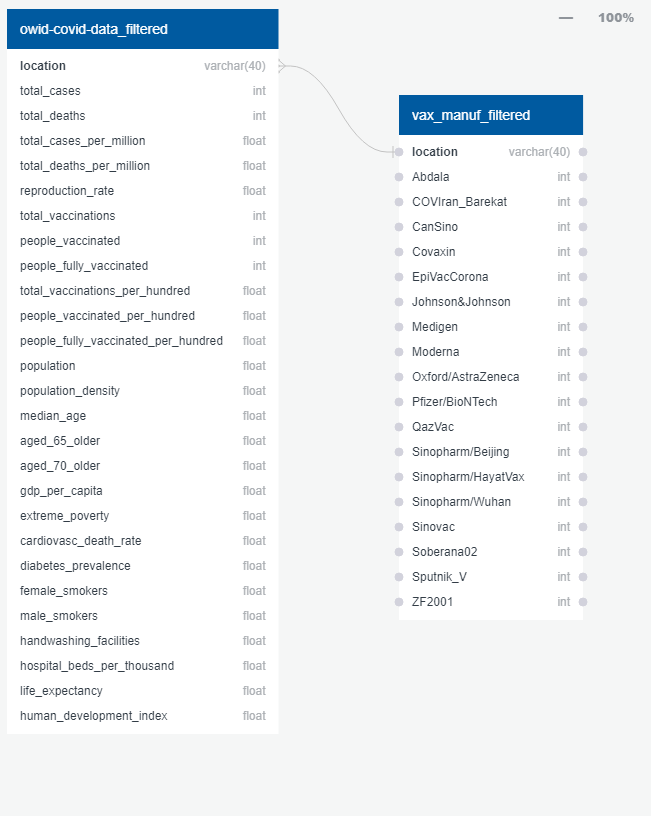 — 100%
owid-covid-data_filtered
location varchar(40)
total_cases int
total_deaths int
total_cases_per_million float
total_deaths_per_million float
reproduction_rate float
total_vaccinations int
people_vaccinated int
people_fully_vaccinated int
total_vaccinations_per_hundred float
people_vaccinated_per_hundred float
people_fully_vaccinated_per_hundred float
population float
population_density float
median_age float
aged_65_older float
aged_70_older float
gdp_per_capita float
extreme_poverty float
cardiovasc_death_rate float
diabetes_prevalence float
female_smokers float
male_smokers float
handwashing_facilities float
hospital_beds_per_thousand float
life_expectancy float
human_development_index float
vax_manuf_filtered
location varchar(40)
Abdala int
COVIran_Barekat int
CanSino int
Covaxin int
EpiVacCorona int
Johnson&Johnson int
Medigen int
Moderna int
Oxford/AstraZeneca int
Pfizer/BioNTech int
QazVac int
Sinopharm/Beijing int
Sinopharm/HayatVax int
Sinopharm/Wuhan int
Sinovac int
Soberana02 int
Sputnik_V int
ZF2001 int